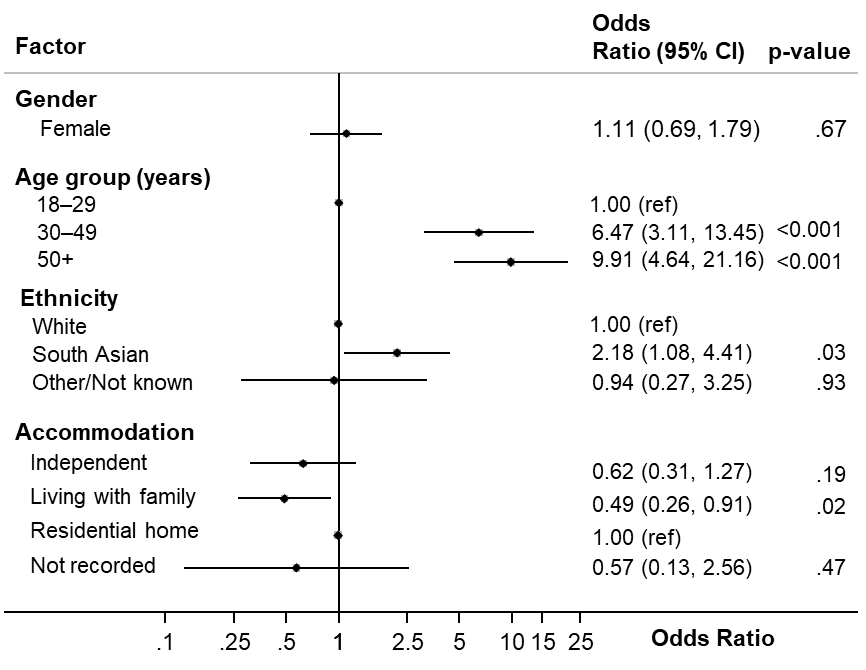 Factor Odds Ratio (95% CI) p-value
Gender
Female 1.11 (0.69, 1.79) .67
Age group (years)
18–29 1.00 (ref)
30–49 6.47 (3.11, 13.45) <0.001
50+ 9.91 (4.64, 21.16) <0.001
Ethnicity
White 1.00 (ref)
South Asian 2.18 (1.08, 4.41) .03
Other/Not known 0.94 (0.27, 3.25) .93
Accommodation
Independent 0.62 (0.31, 1.27) .19
Living with family 0.49 (0.26, 0.91) .02
Residential home 1.00 (ref)
Not recorded 0.57 (0.13, 2.56) .47
.1 .25 .5 1 2.5 5 10 15 25 Odds Ratio